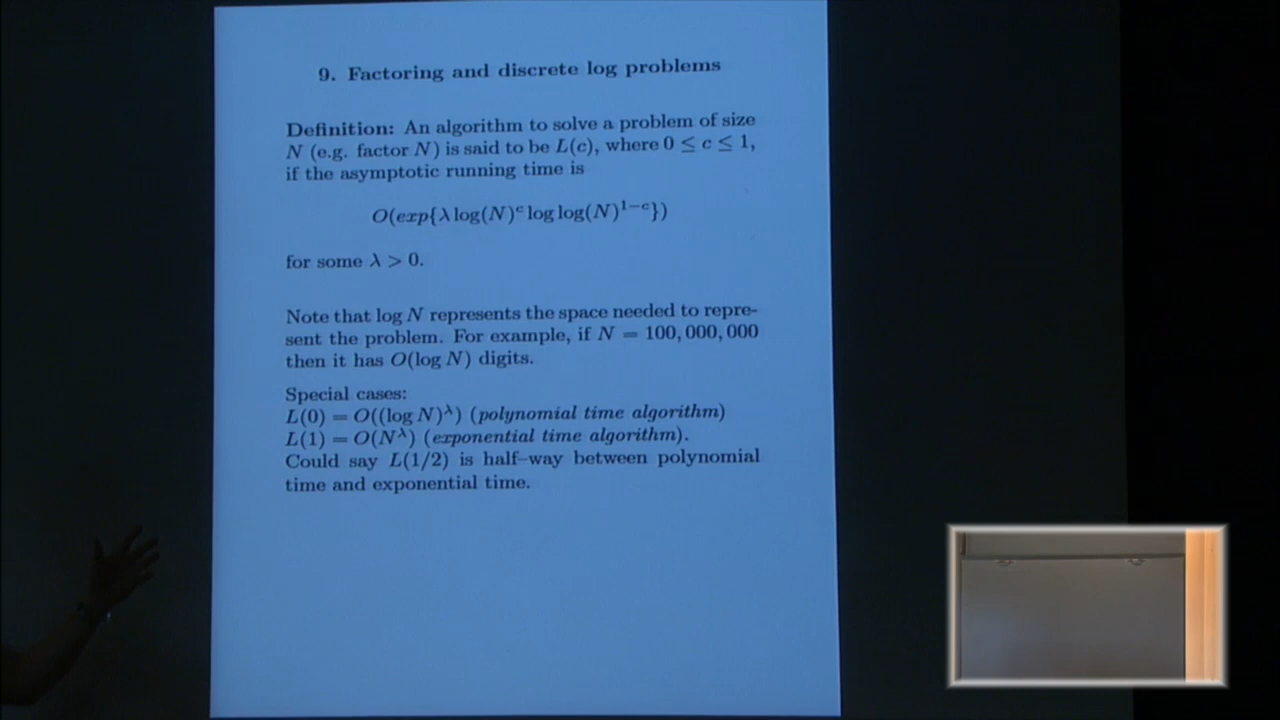 9. Factoring and discrete log problems
Definition: An algorithm to solve a problem of size
N (e.g. factor N) is said to be L(c), where 0 ≤ c ≤ 1,
if the asymptotic running time is
O(exp{λ log(N)^c log log(N)^{1−c}})
for some λ > 0.
Note that log N represents the space needed to repre-
sent the problem. For example, if N = 100,000,000
then it has O(log N) digits.
Special cases:
L(0) = O((log N)^λ) (polynomial time algorithm)
L(1) = O(N^λ) (exponential time algorithm).
Could say L(1/2) is half-way between polynomial
time and exponential time.